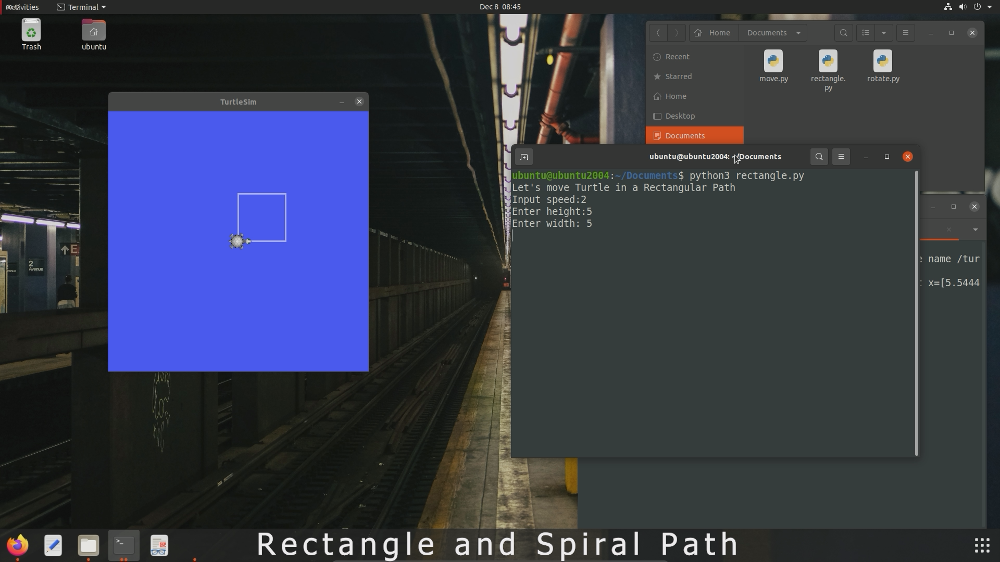 Activities
Terminal
Dec 8 08:45
Trash
ubuntu
Home
Documents
Recent
Starred
Home
Desktop
Documents
move.py
rectangle.
py
rotate.py
TurtleSim
ubuntu@ubuntu2004: ~/Documents
ubuntu@ubuntu2004:~/Documents$ python3 rectangle.py
Let's move Turtle in a Rectangular Path
Input speed:2
Enter height:5
Enter width: 5
name /tur
x=[5.5444
2
Avenue
Rectangle and Spiral Path